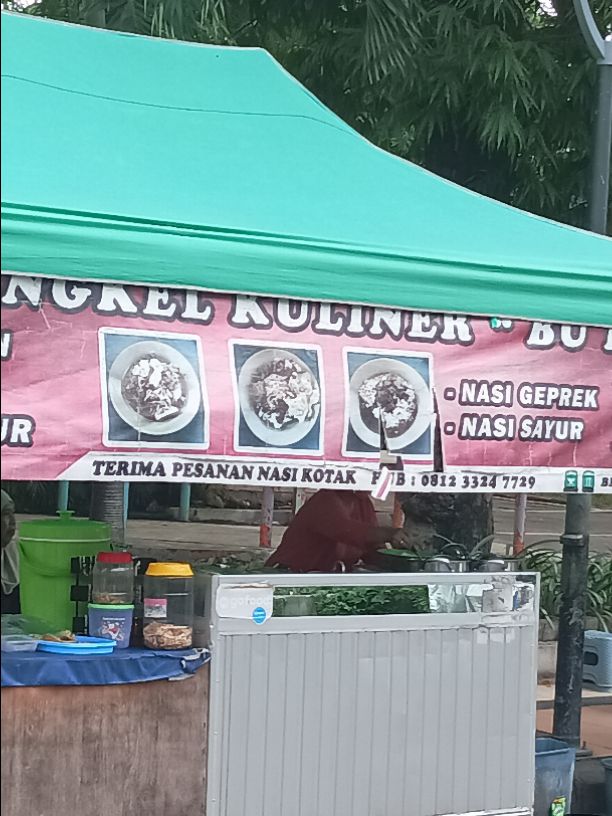 NGKEL KULINER " BU
- NASI GEPREK
- NASI SAYUR
UR
TERIMA PESANAN NASI KOTAK
: 0812 3324 7729
gofood